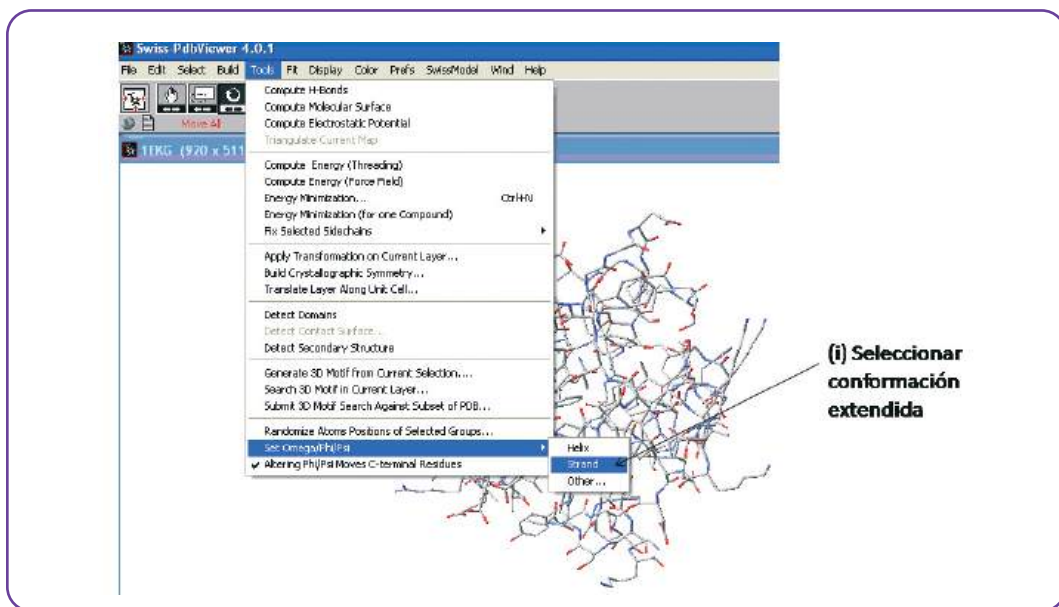 Swiss-PdbViewer 4.0.1
File Edit Select Build Tools Fit Display Color Prefs SwissModel Wind Help
Move All
1EKG (920 x 511
Compute H-Bonds
Compute Molecular Surface
Compute Electrostatic Potential
Triangulate Current Map
Compute Energy (Threading)
Compute Energy (Force Field)
Energy Minimization... Ctrl+N
Energy Minimization (for one Compound)
Fix Selected Sidechains
Apply Transformation on Current Layer...
Build Crystallographic Symmetry...
Translate Layer Along Unit Cell...
Detect Domains
Detect Contact Surface...
Detect Secondary Structure
Generate 3D Motif from Current Selection....
Search 3D Motif in Current Layer...
Submit 3D Motif Search Against Subset of PDB...
Randomize Atoms Positions of Selected Groups...
Set Omega/Phi/Psi
Altering Phi/Psi Moves C-terminal Residues
Helix
Strand
Other...
(i) Seleccionar
conformación
extendida